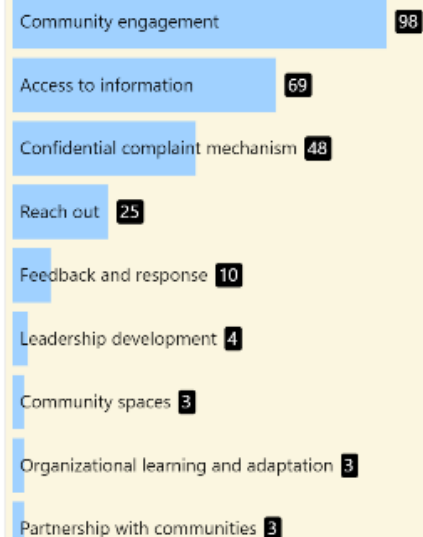 Community engagement 98
Access to information 69
Confidential complaint mechanism 48
Reach out 25
Feedback and response 10
Leadership development 4
Community spaces 3
Organizational learning and adaptation 3
Partnership with communities 3